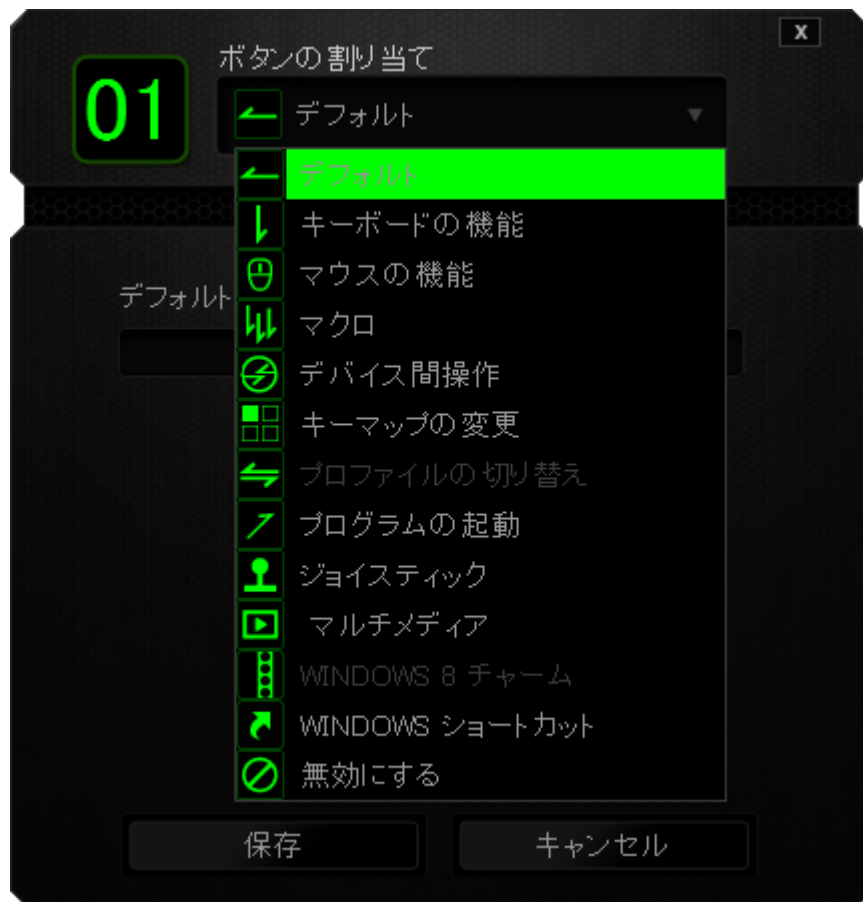 X
ボタンの割り当て
01
デフォルト
デフォルト
キーボードの機能
マウスの機能
デフォルト
マクロ
デバイス間操作
キーマップの変更
プロファイルの切り替え
プログラムの起動
ジョイスティック
マルチメディア
WINDOWS 8 チャーム
WINDOWS ショートカット
無効にする
保存
キャンセル